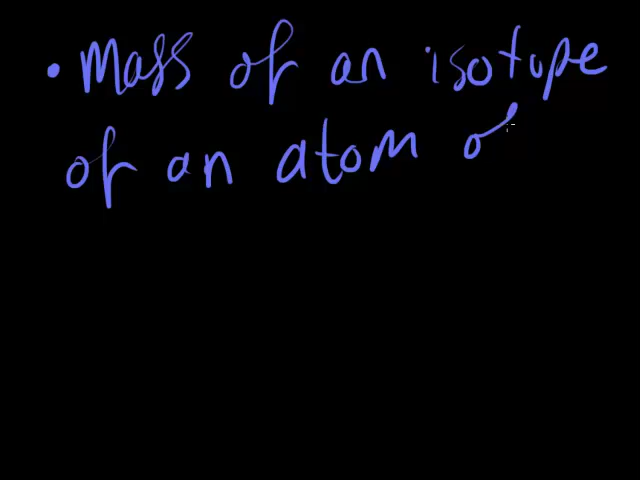 • Mass of an isotope
of an atom o